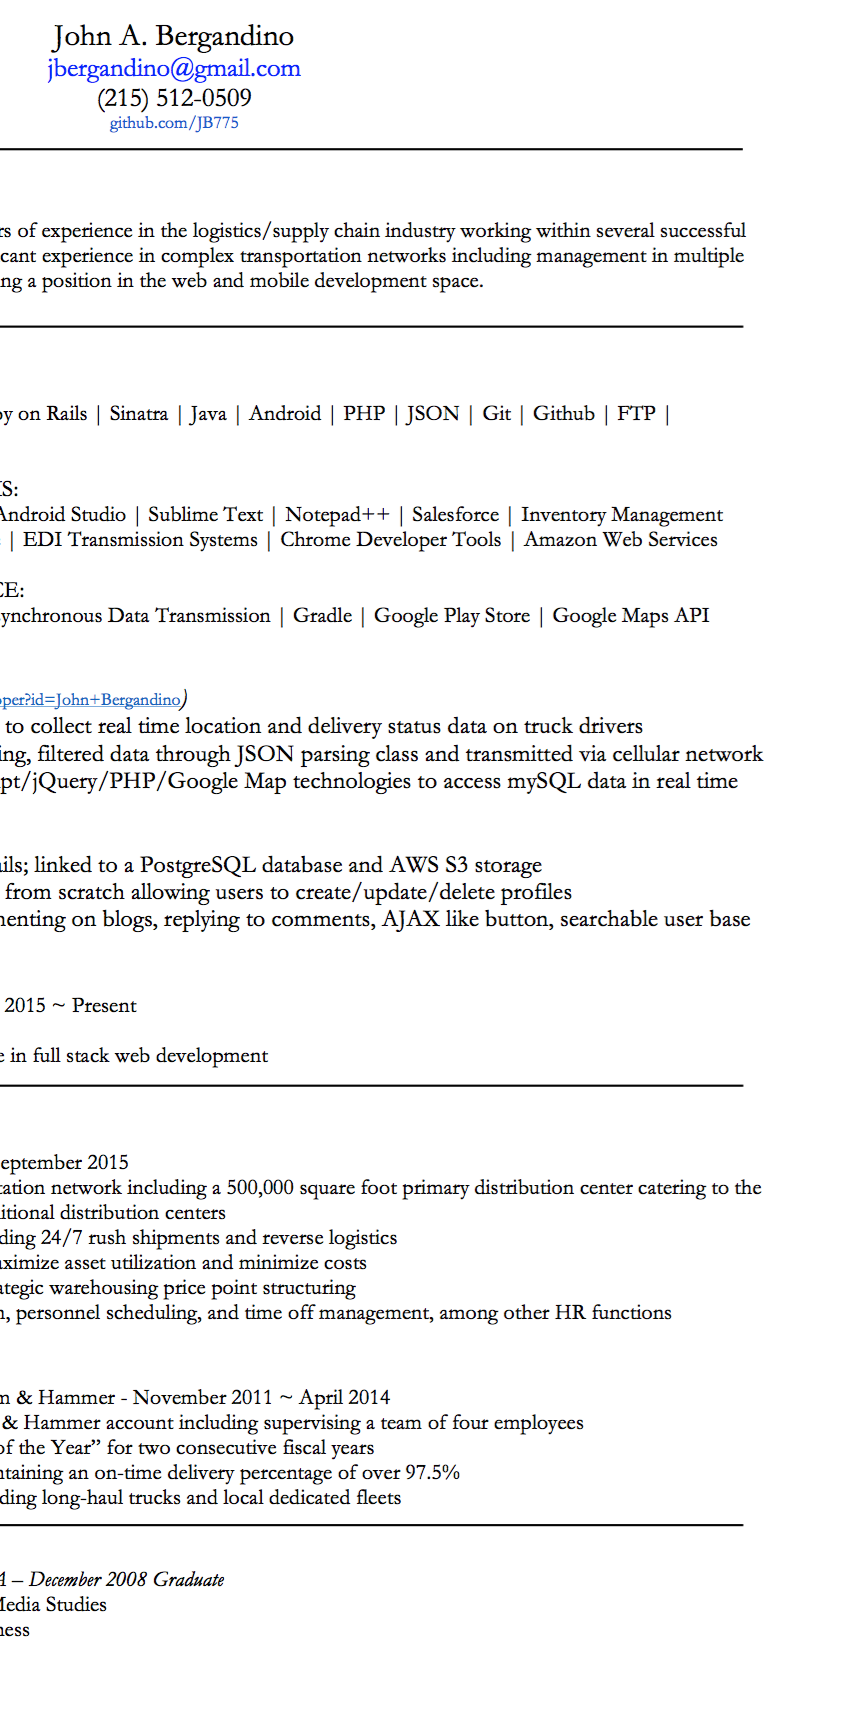 John A. Bergandino
jbergandino@gmail.com
(215) 512-0509
github.com/JB775
rs of experience in the logistics/supply chain industry working within several successful
cant experience in complex transportation networks including management in multiple
ng a position in the web and mobile development space.
by on Rails | Sinatra | Java | Android | PHP | JSON | Git | Github | FTP |
S:
Android Studio | Sublime Text | Notepad++ | Salesforce | Inventory Management
| EDI Transmission Systems | Chrome Developer Tools | Amazon Web Services
CE:
synchronous Data Transmission | Gradle | Google Play Store | Google Maps API
oper?id=John+Bergandino)
to collect real time location and delivery status data on truck drivers
ing, filtered data through JSON parsing class and transmitted via cellular network
pt/jQuery/PHP/Google Map technologies to access mySQL data in real time
ails; linked to a PostgreSQL database and AWS S3 storage
from scratch allowing users to create/update/delete profiles
menting on blogs, replying to comments, AJAX like button, searchable user base
2015 ~ Present
e in full stack web development
eptember 2015
tation network including a 500,000 square foot primary distribution center catering to the
itional distribution centers
ding 24/7 rush shipments and reverse logistics
aximize asset utilization and minimize costs
ategic warehousing price point structuring
n, personnel scheduling, and time off management, among other HR functions
m & Hammer - November 2011 ~ April 2014
& Hammer account including supervising a team of four employees
of the Year” for two consecutive fiscal years
ntaining an on-time delivery percentage of over 97.5%
ding long-haul trucks and local dedicated fleets
A – December 2008 Graduate
Media Studies
ness